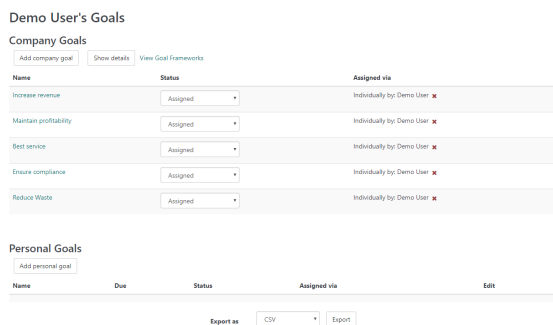 Demo User's Goals
Company Goals
Add company goal Show details View Goal Frameworks
Name Status Assigned via
Increase revenue Assigned Individually by: Demo User ✖
Maintain profitability Assigned Individually by: Demo User ✖
Best service Assigned Individually by: Demo User ✖
Ensure compliance Assigned Individually by: Demo User ✖
Reduce Waste Assigned Individually by: Demo User ✖
Personal Goals
Add personal goal
Name Due Status Assigned via Edit
Export as CSV Export